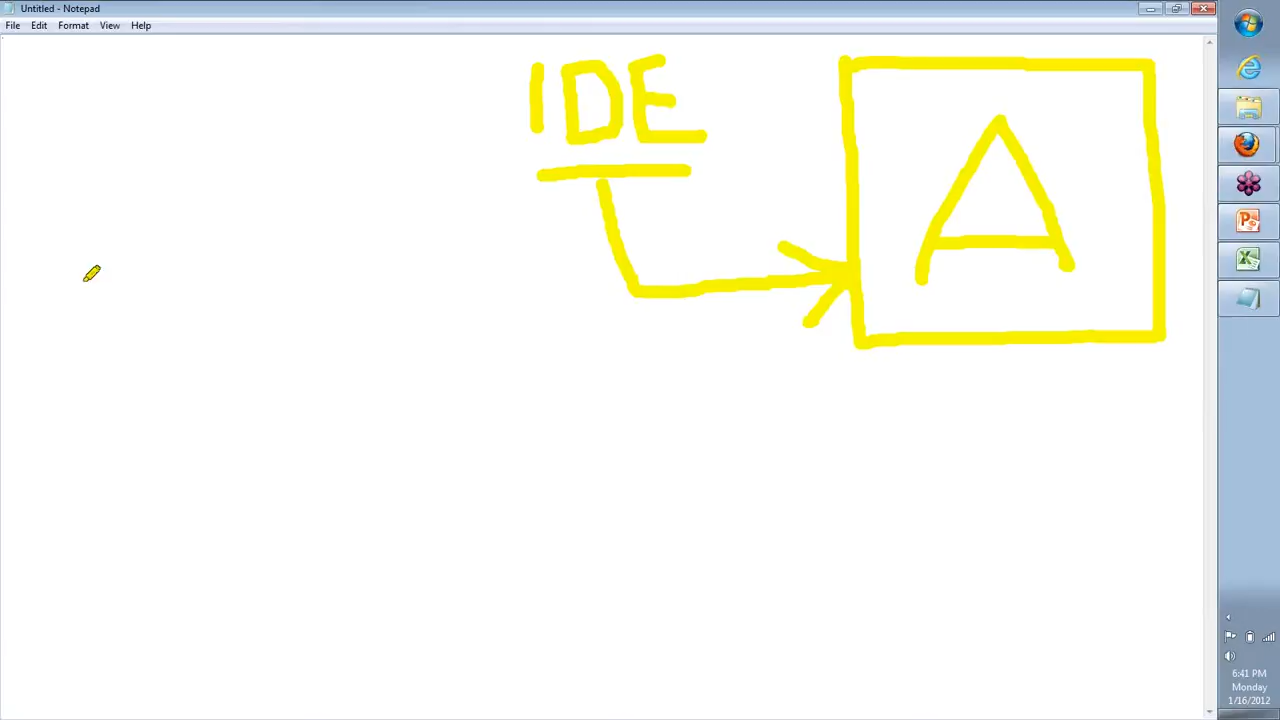 Untitled - Notepad
File Edit Format View Help
IDE
A
6:41 PM
Monday
1/16/2012